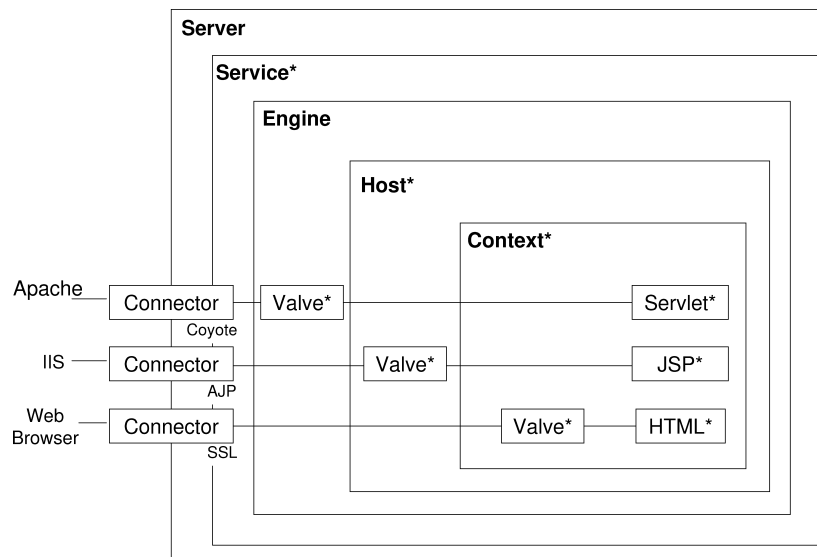 Server
Service*
Engine
Host*
Context*
Apache
Connector
Valve*
Servlet*
Coyote
IIS
Connector
Valve*
JSP*
AJP
Web
Browser
Connector
Valve*
HTML*
SSL